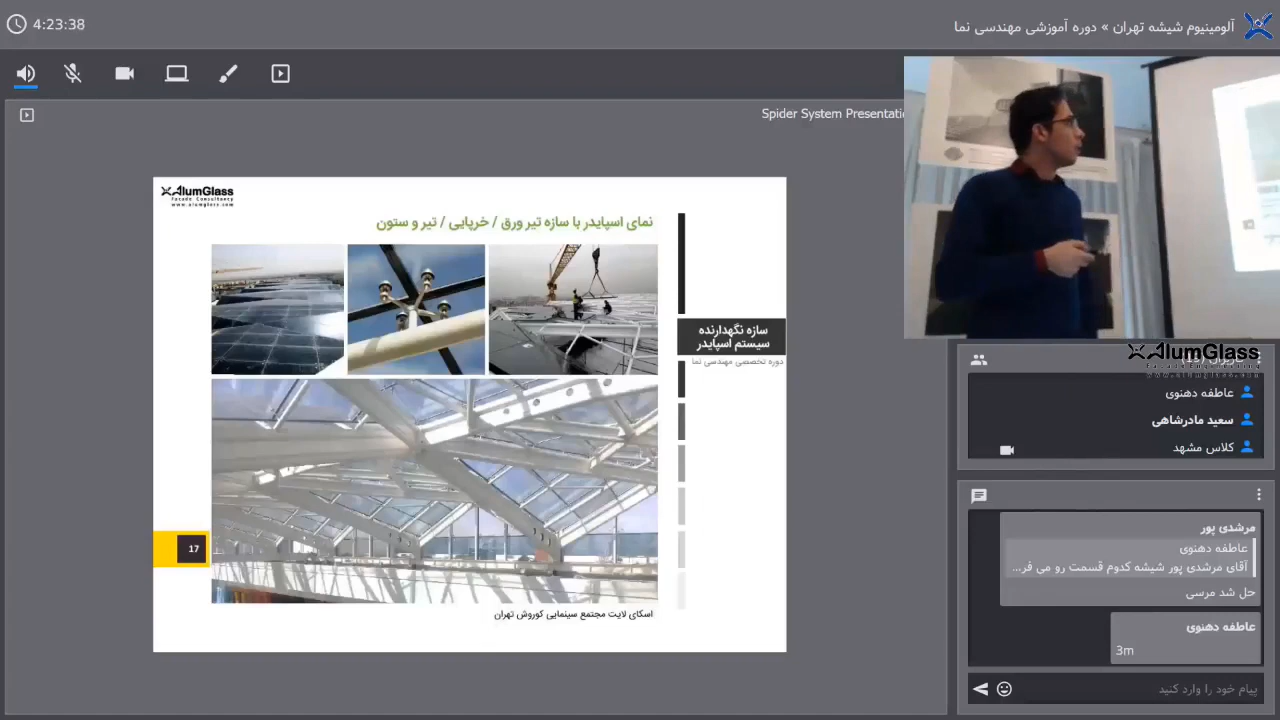 4:23:38
آلومینیوم شیشه تهران » دوره آموزشی مهندسی نما
Spider System Presentatio
AlumGlass
Facade Consultancy
www.alumglass.com
نمای اسپایدر با سازه تیر ورق / خرپایی / تیر و ستون
سازه نگهدارنده
سیستم اسپایدر
دوره تخصصی مهندسی نما
17
اسکای لایت مجتمع سینمایی کوروش تهران
AlumGlass
Facade Engineering
عاطفه دهنوی
سعید مادرشاهی
کلاس مشهد
مرشدی پور
عاطفه دهنوی
آقای مرشدی پور شیشه کدوم قسمت رو می فر...
حل شد مرسی
عاطفه دهنوی
3m
پیام خود را وارد کنید